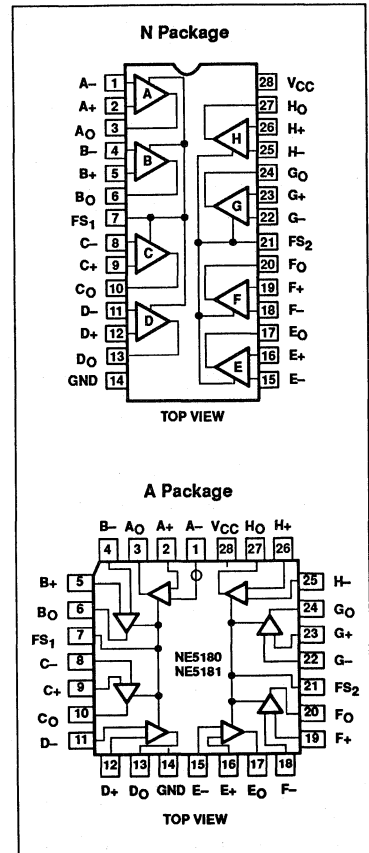 N Package
A− 1 A 28 VCC
A+ 2 27 HO
AO 3 H 26 H+
B− 4 B 25 H−
B+ 5 24 GO
BO 6 G 23 G+
FS1 7 22 G−
C− 8 C 21 FS2
C+ 9 20 FO
CO 10 F 19 F+
D− 11 D 18 F−
D+ 12 17 EO
DO 13 E 16 E+
GND 14 15 E−
TOP VIEW
A Package
B− AO A+ A− VCC HO H+
4 3 2 1 28 27 26
B+ 5 25 H−
BO 6 24 GO
FS1 7 23 G+
C− 8 22 G−
C+ 9 21 FS2
CO 10 20 FO
D− 11 19 F+
NE5180
NE5181
12 13 14 15 16 17 18
D+ DO GND E− E+ EO F−
TOP VIEW